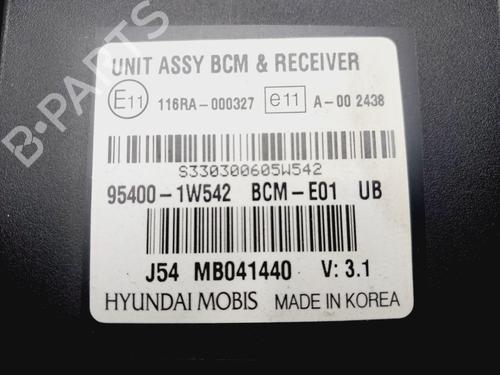 B-PARTS
UNIT ASSY BCM & RECEIVER
E11 116RA-000327 e11 A-00 2438
S330300605W542
95400-1W542 BCM-E01 UB
J54 MB041440 V: 3.1
HYUNDAI MOBIS MADE IN KOREA